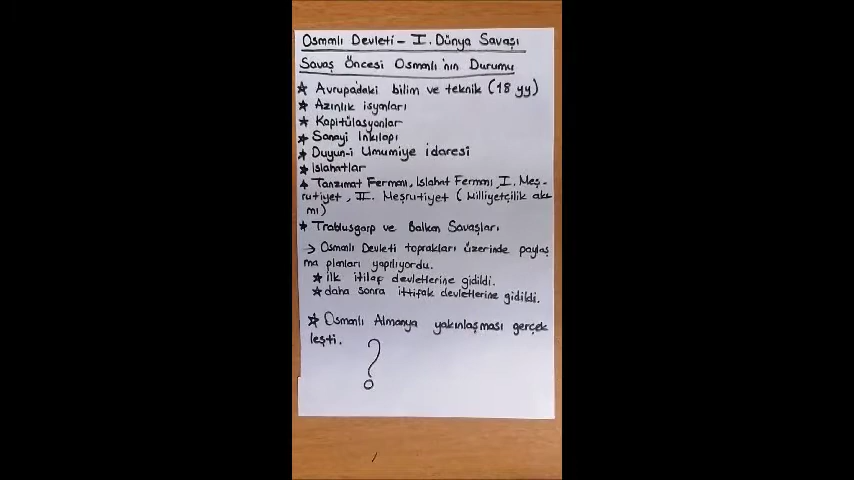 Osmanlı Devleti - I. Dünya Savaşı
Savaş Öncesi Osmanlı'nın Durumu
★ Avrupadaki bilim ve teknik (18 yy)
★ Azınlık isyanları
★ Kapitülasyonlar
★ Sanayi İnkılapı
★ Duyun-i Umumiye İdaresi
★ Islahatlar
★ Tanzimat Fermanı, Islahat Fermanı, I. Meş-
rutiyet, II. Meşrutiyet (Milliyetçilik akı
mı)
★ Trablusgarp ve Balkan Savaşları
→ Osmanlı Devleti toprakları üzerinde paylaş
ma planları yapılıyordu.
★ ilk itilaf devletlerine gidildi.
★ daha sonra ittifak devletlerine gidildi.
★ Osmanlı Almanya yakınlaşması gerçek
leşti.
?